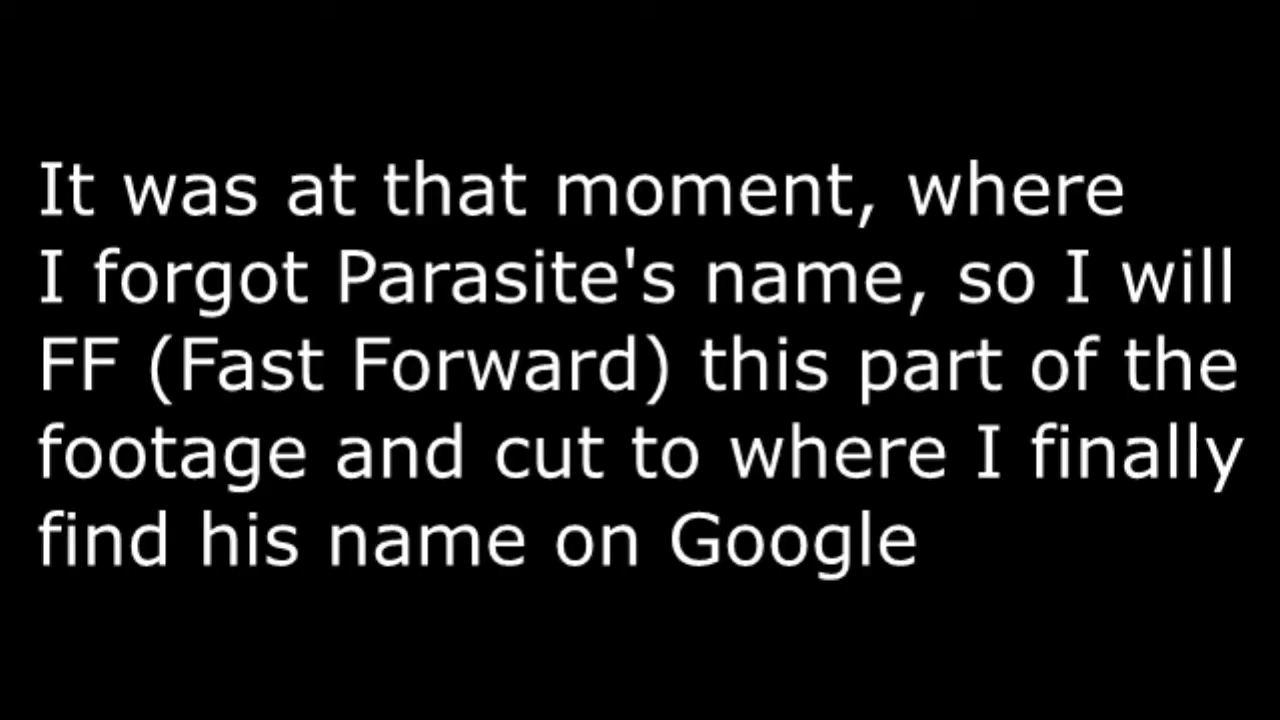 It was at that moment, where
I forgot Parasite's name, so I will
FF (Fast Forward) this part of the
footage and cut to where I finally
find his name on Google